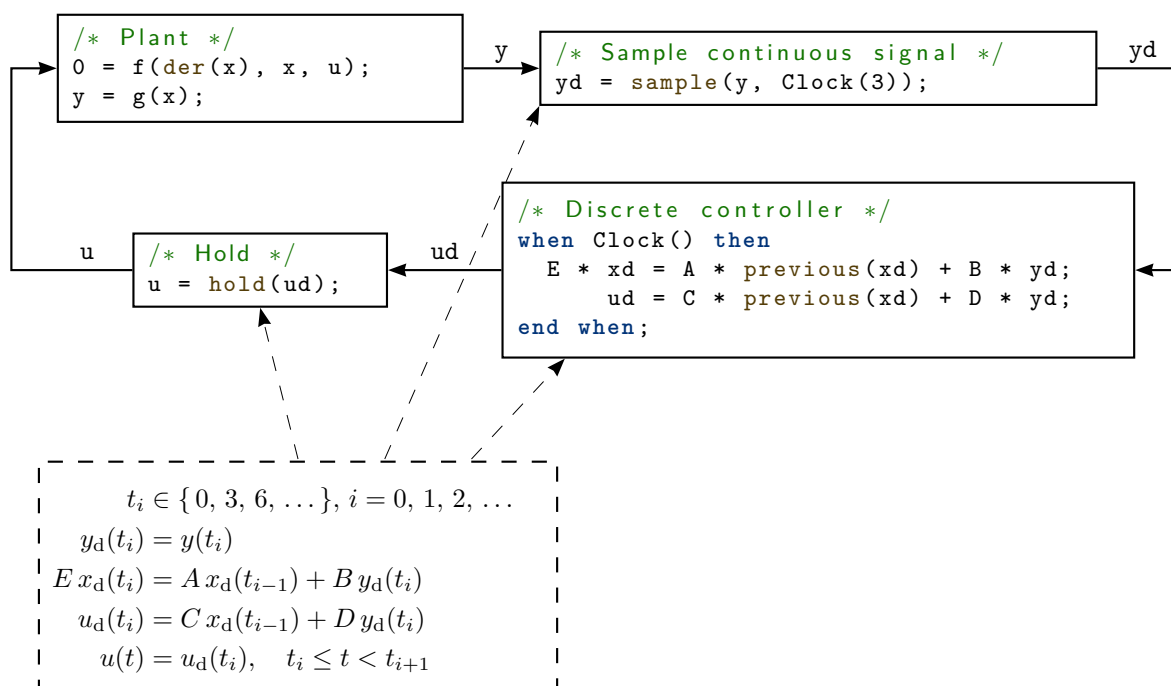 /* Plant */
0 = f(der(x), x, u);
y = g(x);
y
/* Sample continuous signal */
yd = sample(y, Clock(3));
yd
/* Discrete controller */
when Clock() then
  E * xd = A * previous(xd) + B * yd;
      ud = C * previous(xd) + D * yd;
end when;
ud
/* Hold */
u = hold(ud);
u
t_i ∈ { 0, 3, 6, … }, i = 0, 1, 2, …
y_d(t_i) = y(t_i)
E x_d(t_i) = A x_d(t_{i−1}) + B y_d(t_i)
u_d(t_i) = C x_d(t_{i−1}) + D y_d(t_i)
u(t) = u_d(t_i), t_i ≤ t < t_{i+1}